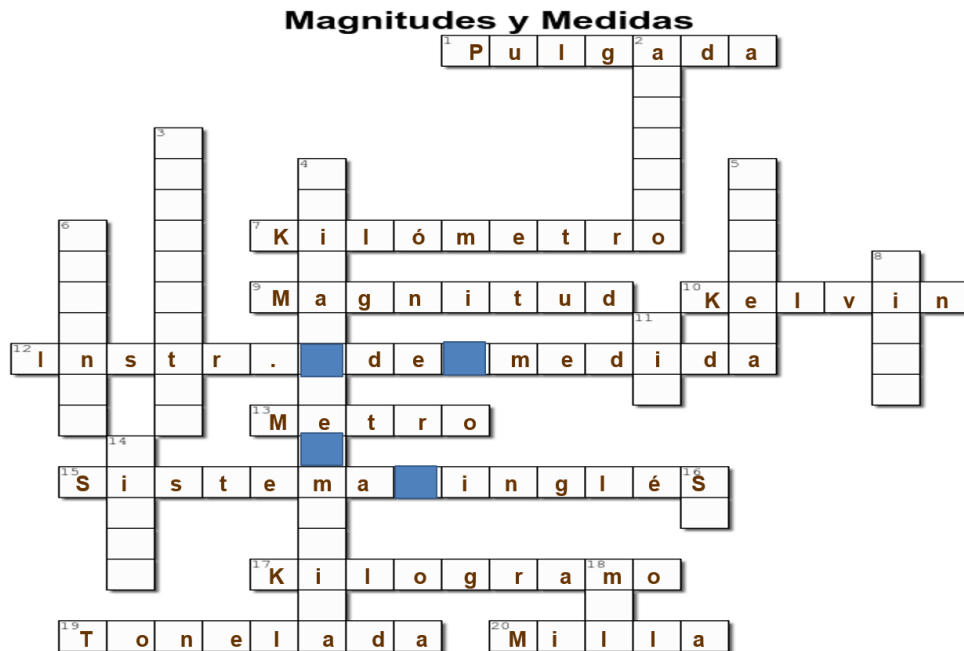 Magnitudes y Medidas
1 Pulgada 2
3
4 5
6 7 Kilómetro
8
9 Magnitud 10 Kelvin
11
12 Instr. de medida
13 Metro
14
15 Sistema inglés 16
17 Kilogramo 18
19 Tonelada 20 Milla